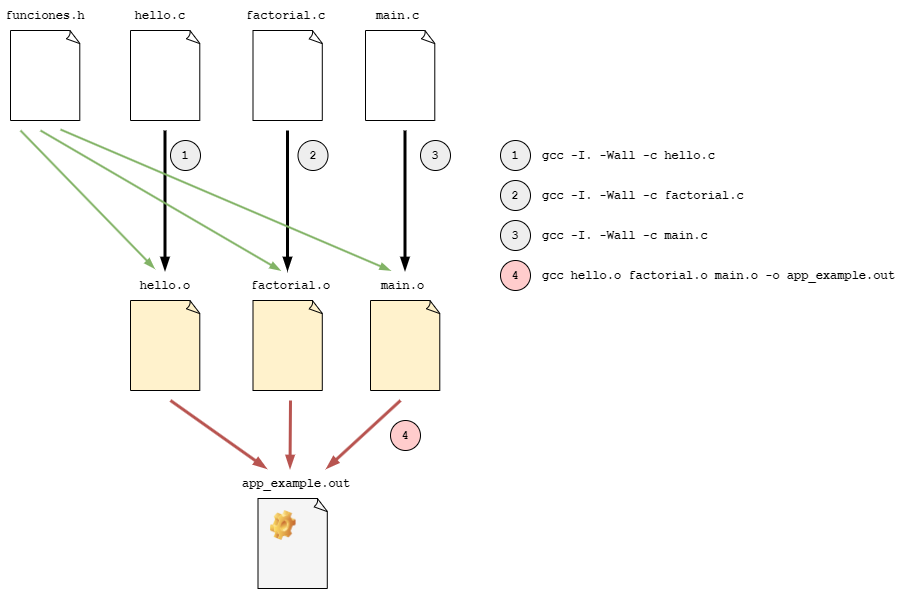 funciones.h hello.c factorial.c main.c
1 2 3
1 gcc -I. -Wall -c hello.c
2 gcc -I. -Wall -c factorial.c
3 gcc -I. -Wall -c main.c
4 gcc hello.o factorial.o main.o -o app_example.out
hello.o factorial.o main.o
4
app_example.out